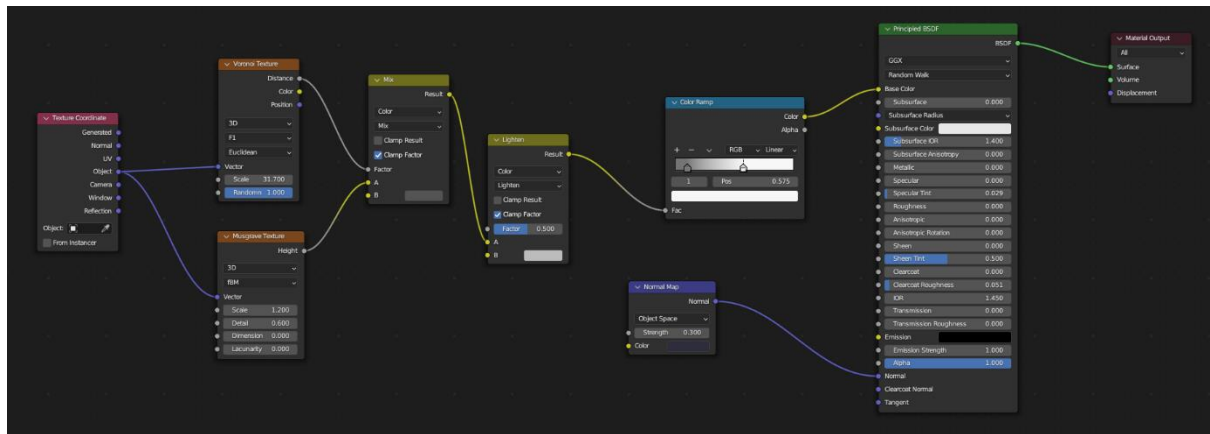 Texture Coordinate
Generated
Normal
UV
Object
Camera
Window
Reflection
Object:
From Instancer
Voronoi Texture
Distance
Color
Position
3D
F1
Euclidean
Vector
Scale 31.700
Randomn 1.000
Musgrave Texture
Height
3D
fBM
Vector
Scale 1.200
Detail 0.600
Dimension 0.000
Lacunarity 0.000
Mix
Result
Color
Mix
Clamp Result
Clamp Factor
Factor
A
B
Lighten
Result
Color
Lighten
Clamp Result
Clamp Factor
Factor 0.500
A
B
Color Ramp
Color
Alpha
+ − RGB Linear
1 Pos 0.575
Fac
Normal Map
Normal
Object Space
Strength 0.300
Color
Principled BSDF
BSDF
GGX
Random Walk
Base Color
Subsurface 0.000
Subsurface Radius
Subsurface Color
Subsurface IOR 1.400
Subsurface Anisotropy 0.000
Metallic 0.000
Specular 0.000
Specular Tint 0.029
Roughness 0.000
Anisotropic 0.000
Anisotropic Rotation 0.000
Sheen 0.000
Sheen Tint 0.500
Clearcoat 0.000
Clearcoat Roughness 0.051
IOR 1.450
Transmission 0.000
Transmission Roughness 0.000
Emission
Emission Strength 1.000
Alpha 1.000
Normal
Clearcoat Normal
Tangent
Material Output
All
Surface
Volume
Displacement